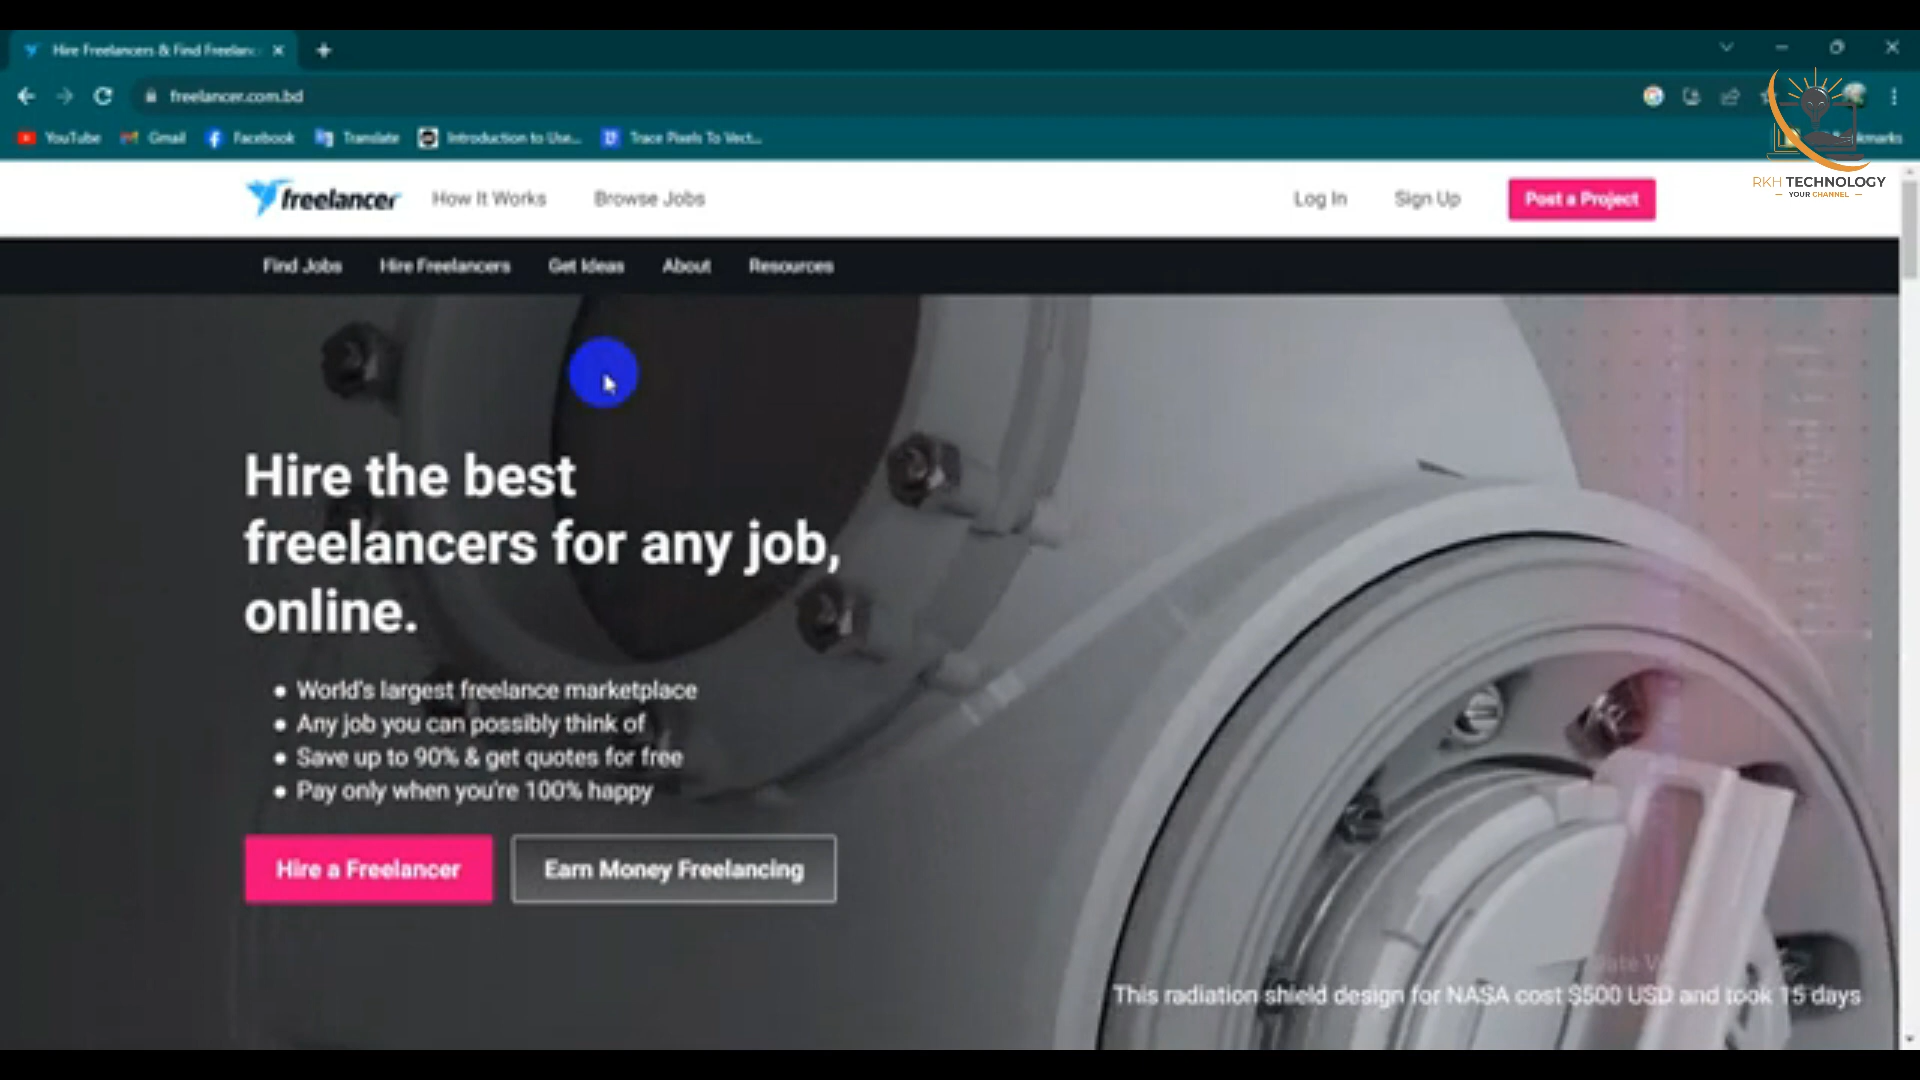 Hire Freelancers & Find Freelanc
freelancer.com.bd
YouTube
Gmail
Facebook
Translate
Introduction to Use...
Trace Pixels To Vect...
RKH TECHNOLOGY
YOUR CHANNEL
freelancer
How It Works
Browse Jobs
Log In
Sign Up
Post a Project
Find Jobs
Hire Freelancers
Get Ideas
About
Resources
Hire the best
freelancers for any job,
online.
World's largest freelance marketplace
Any job you can possibly think of
Save up to 90% & get quotes for free
Pay only when you're 100% happy
Hire a Freelancer
Earn Money Freelancing
This radiation shield design for NASA cost $500 USD and took 15 days